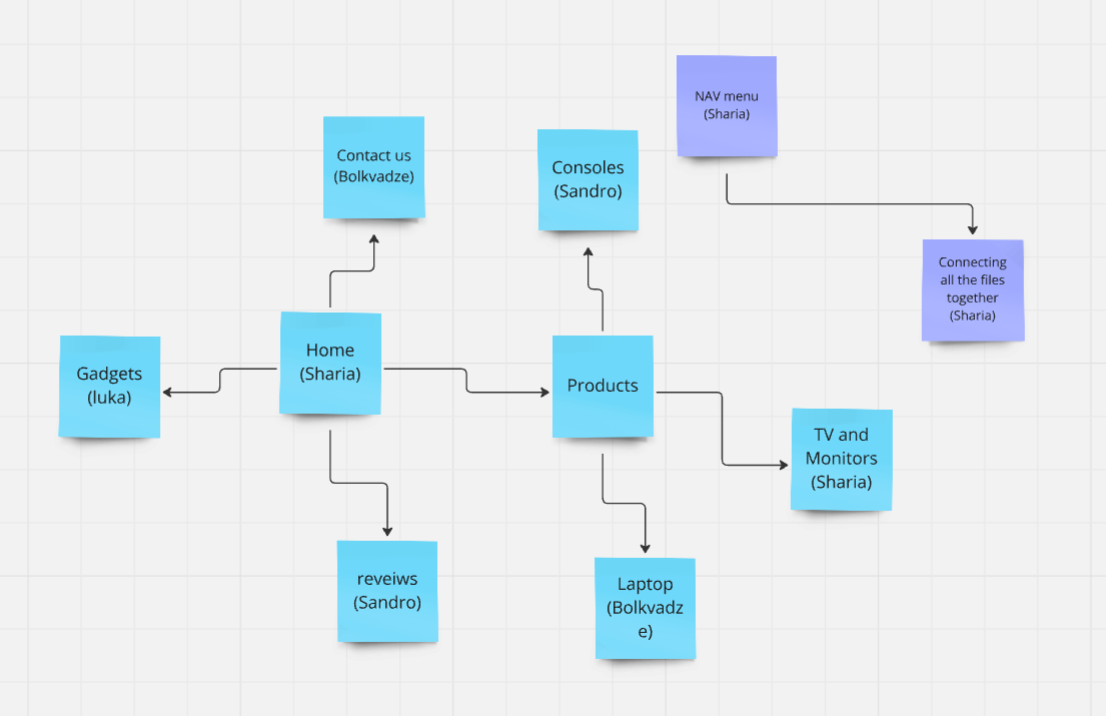 NAV menu
(Sharia)
Contact us
(Bolkvadze)
Consoles
(Sandro)
Connecting
all the files
together
(Sharia)
Home
(Sharia)
Gadgets
(luka)
Products
TV and
Monitors
(Sharia)
reveiws
(Sandro)
Laptop
(Bolkvadz
e)